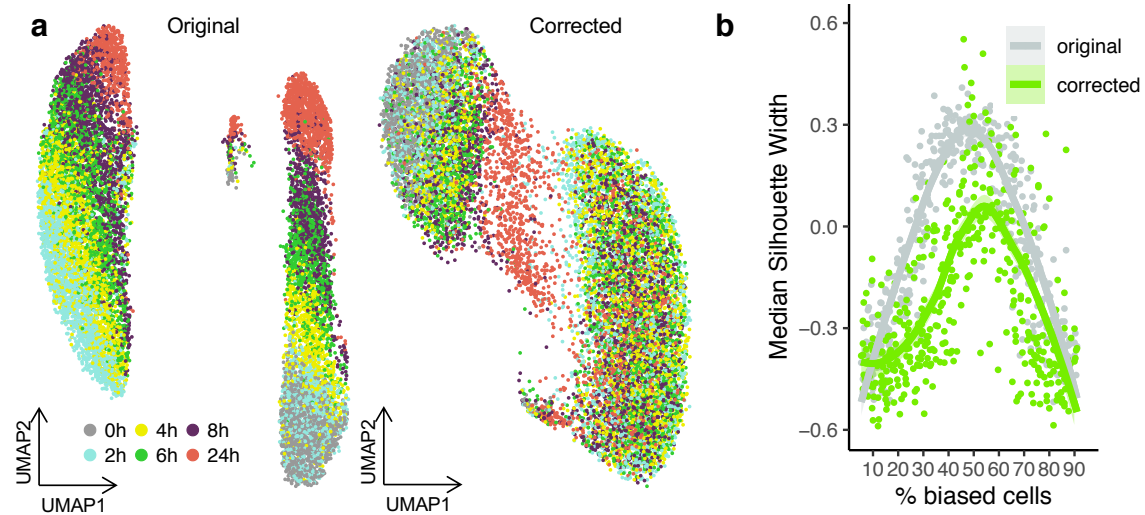 a
Original
Corrected
UMAP2
UMAP1
0h
4h
8h
2h
6h
24h
UMAP2
UMAP1
b
Median Silhouette Width
0.6
0.3
0.0
−0.3
−0.6
original
corrected
10 20 30 40 50 60 70 80 90
% biased cells